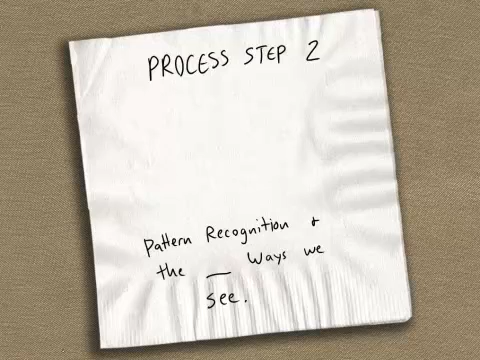 PROCESS STEP 2
Pattern Recognition &
the __ Ways we
see.